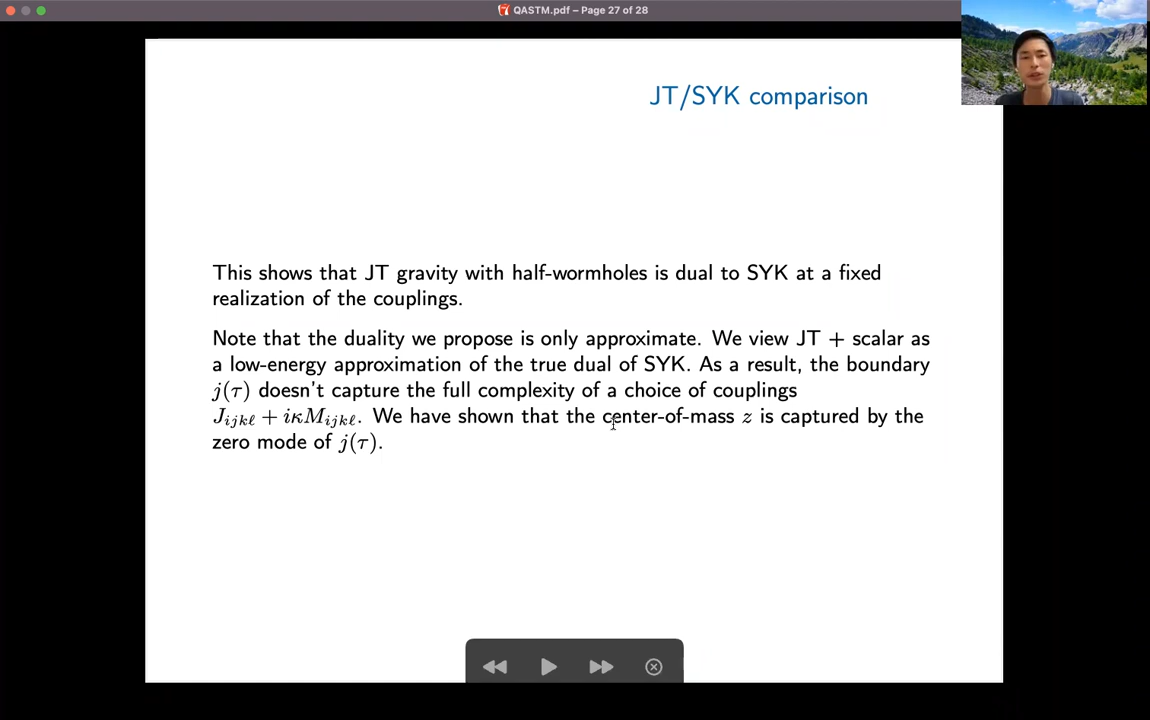 QASTM.pdf – Page 27 of 28
JT/SYK comparison
This shows that JT gravity with half-wormholes is dual to SYK at a fixed
realization of the couplings.
Note that the duality we propose is only approximate. We view JT + scalar as
a low-energy approximation of the true dual of SYK. As a result, the boundary
j(τ) doesn't capture the full complexity of a choice of couplings
Jijkℓ + iκMijkℓ. We have shown that the center-of-mass z is captured by the
zero mode of j(τ).